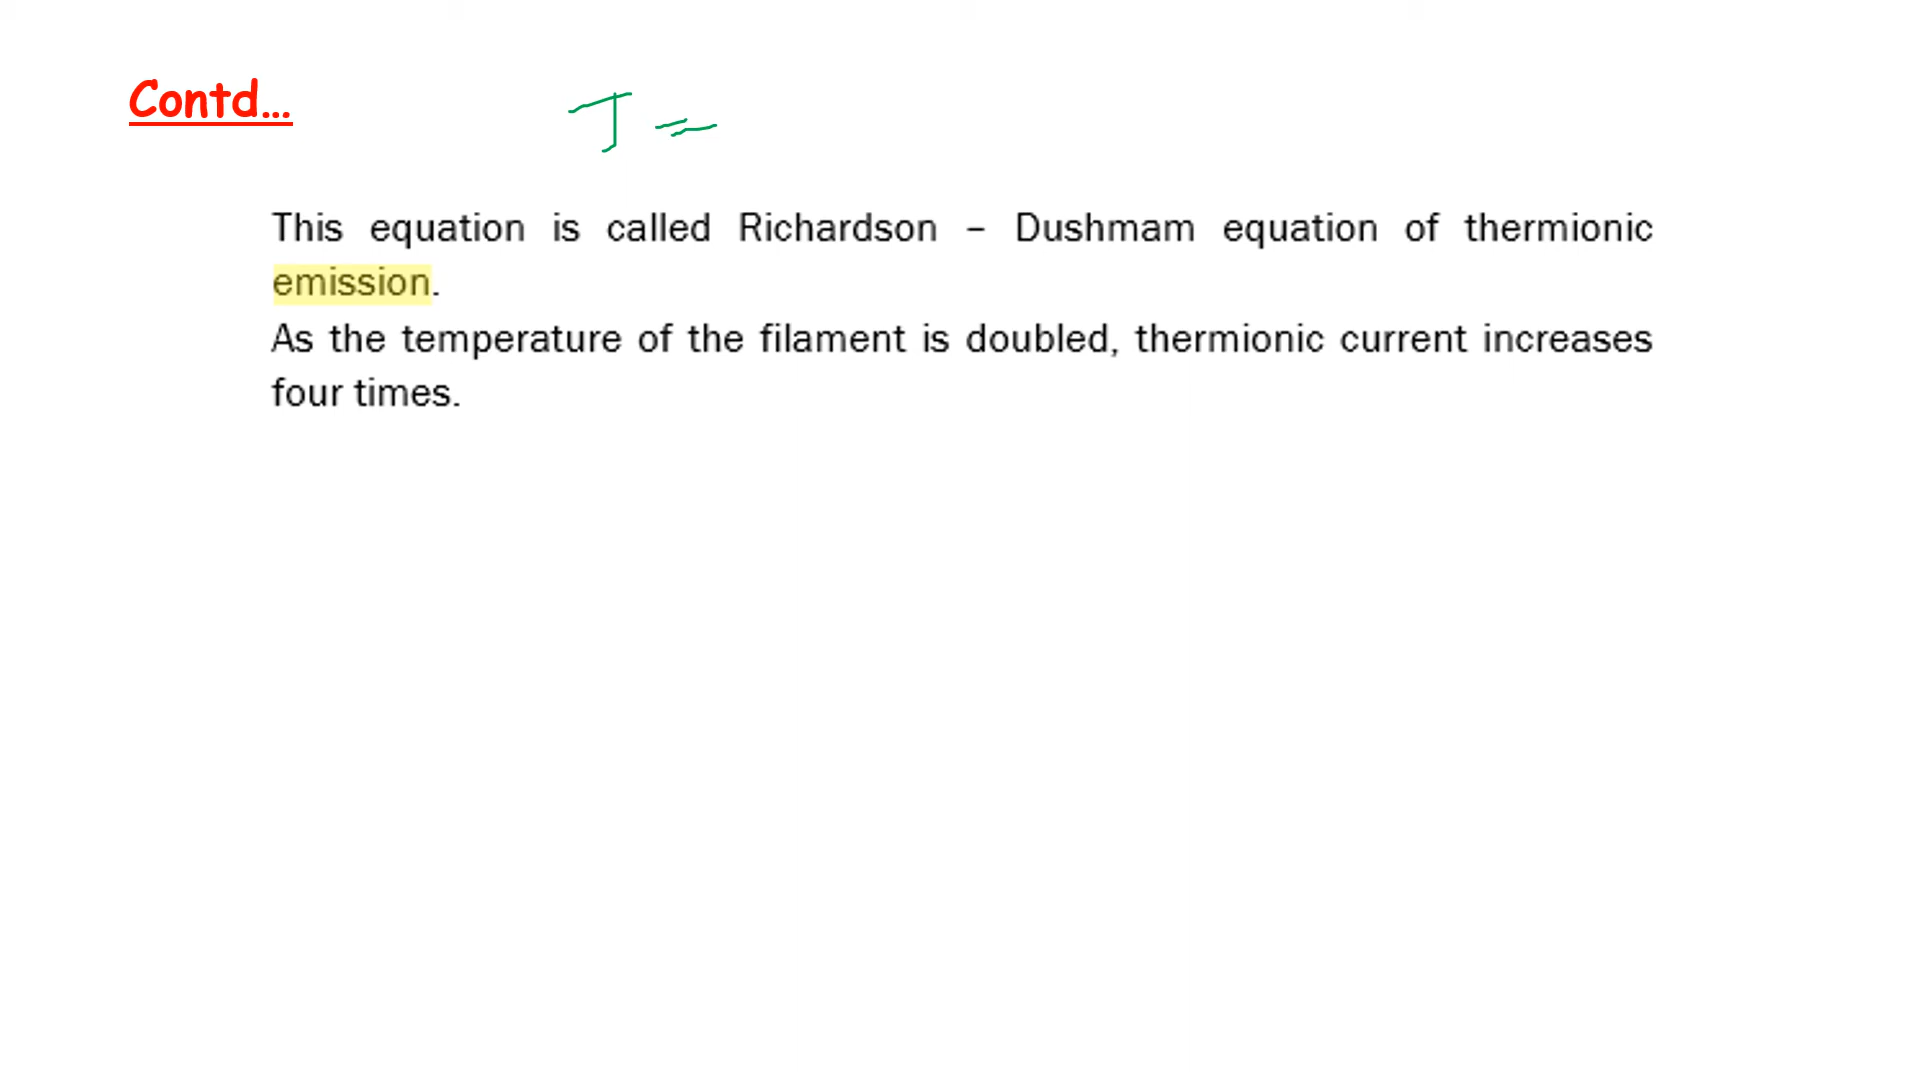 Contd...
J =
This equation is called Richardson – Dushmam equation of thermionic
emission.
As the temperature of the filament is doubled, thermionic current increases
four times.